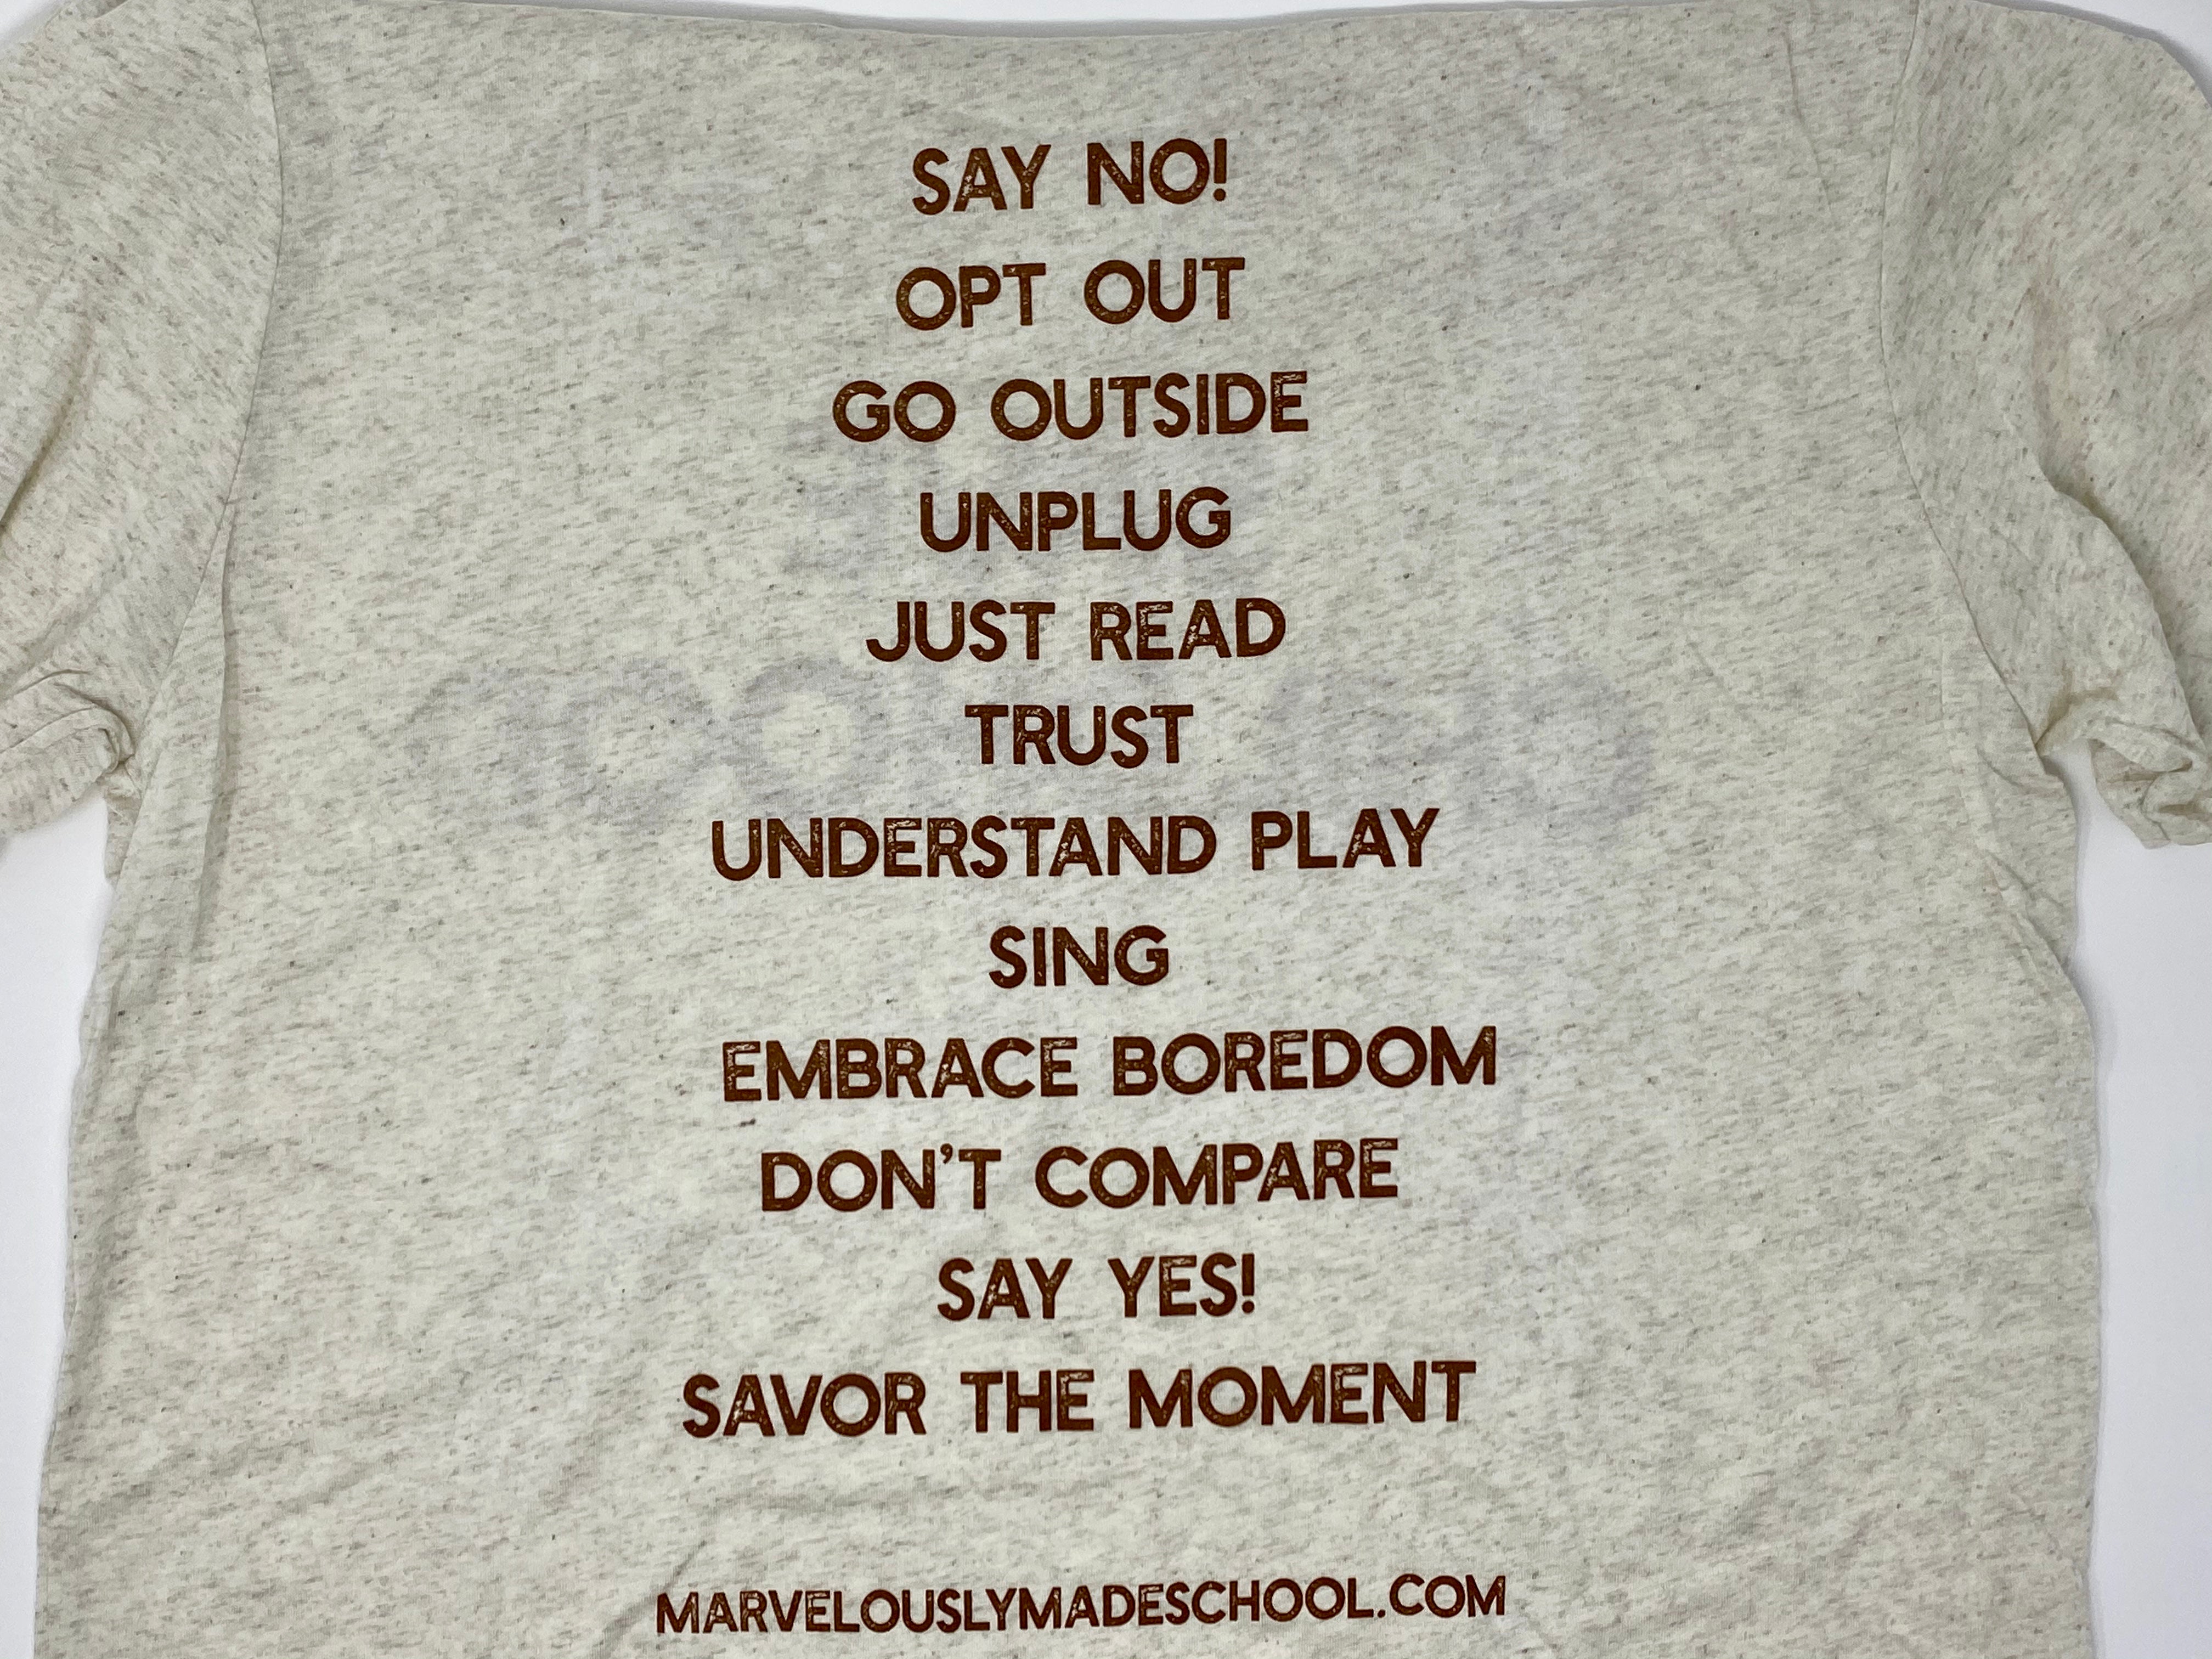 SAY NO!
OPT OUT
GO OUTSIDE
UNPLUG
JUST READ
TRUST
UNDERSTAND PLAY
SING
EMBRACE BOREDOM
DON'T COMPARE
SAY YES!
SAVOR THE MOMENT
MARVELOUSLYMADESCHOOL.COM